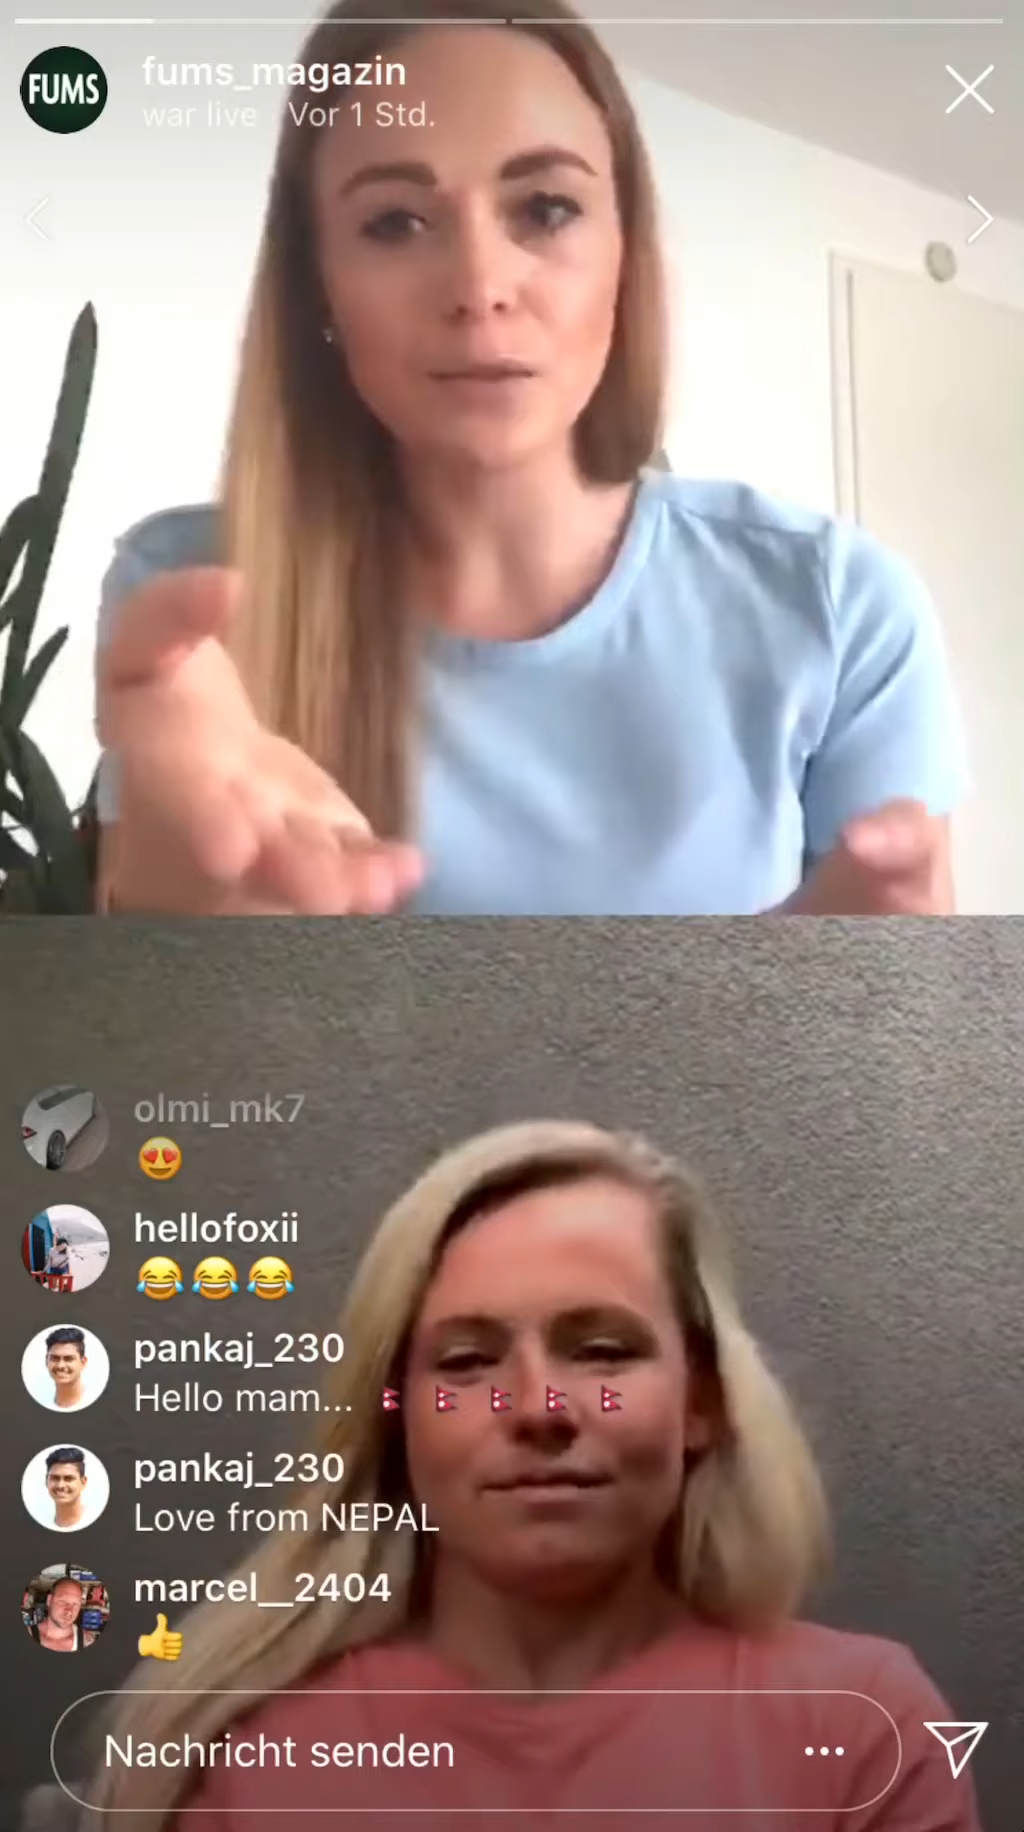 FUMS
fums_magazin
war live · Vor 1 Std.
olmi_mk7
😍
hellofoxii
😂😂😂
pankaj_230
Hello mam... 🇳🇵🇳🇵🇳🇵🇳🇵🇳🇵
pankaj_230
Love from NEPAL
marcel__2404
👍
Nachricht senden